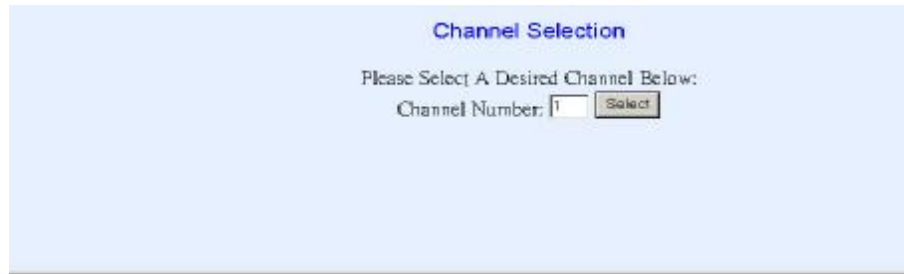 Channel Selection
Please Select A Desired Channel Below:
Channel Number: 1 Select